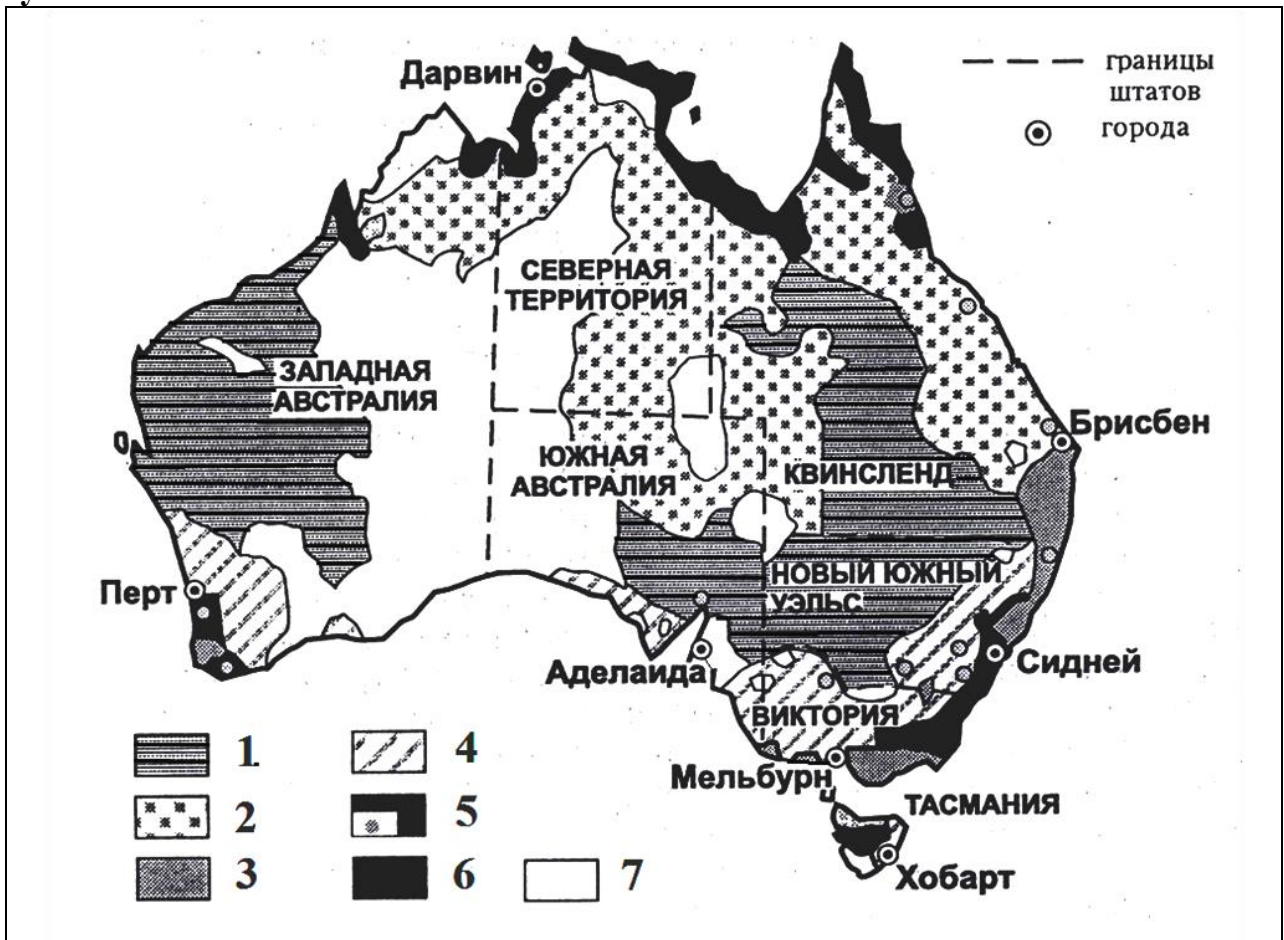 Дарвин
границы
штатов
города
СЕВЕРНАЯ
ТЕРРИТОРИЯ
ЗАПАДНАЯ
АВСТРАЛИЯ
Брисбен
ЮЖНАЯ
АВСТРАЛИЯ
КВИНСЛЕНД
НОВЫЙ ЮЖНЫЙ
УЭЛЬС
Перт
Сидней
Аделаида
ВИКТОРИЯ
Мельбурн
ТАСМАНИЯ
Хобарт
1
4
2
5
3
6
7